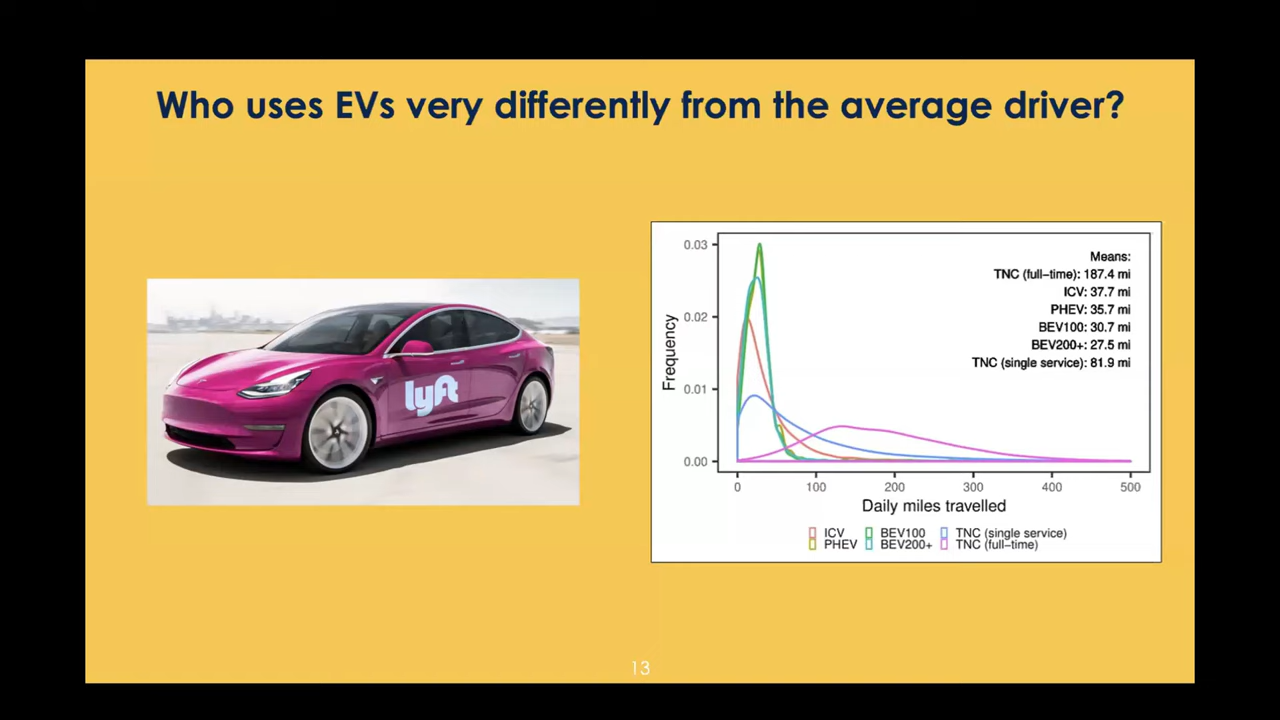 Who uses EVs very differently from the average driver?
lyft
0.03
0.02
0.01
0.00
Frequency
Means:
TNC (full-time): 187.4 mi
ICV: 37.7 mi
PHEV: 35.7 mi
BEV100: 30.7 mi
BEV200+: 27.5 mi
TNC (single service): 81.9 mi
0 100 200 300 400 500
Daily miles travelled
ICV BEV100 TNC (single service)
PHEV BEV200+ TNC (full-time)
13